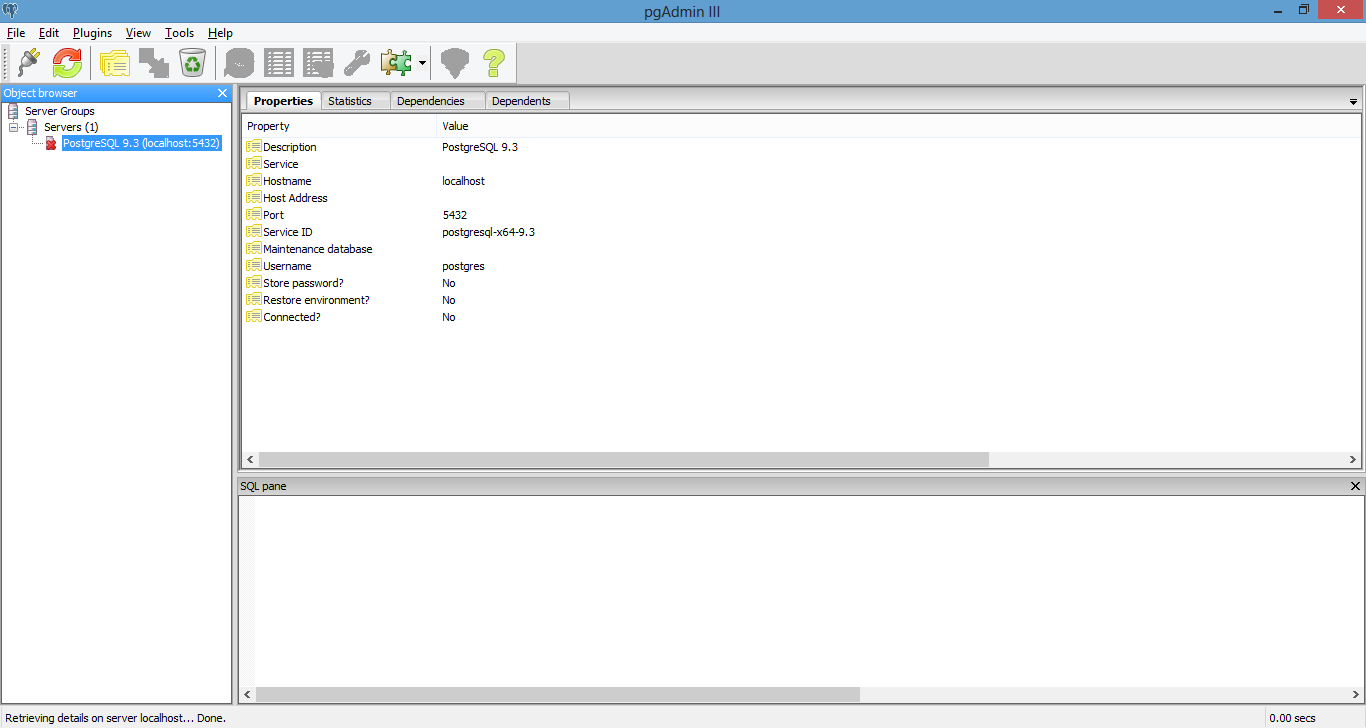 pgAdmin III
File Edit Plugins View Tools Help
Object browser
Server Groups
Servers (1)
PostgreSQL 9.3 (localhost:5432)
Properties Statistics Dependencies Dependents
Property Value
Description PostgreSQL 9.3
Service
Hostname localhost
Host Address
Port 5432
Service ID postgresql-x64-9.3
Maintenance database
Username postgres
Store password? No
Restore environment? No
Connected? No
SQL pane
Retrieving details on server localhost... Done. 0.00 secs